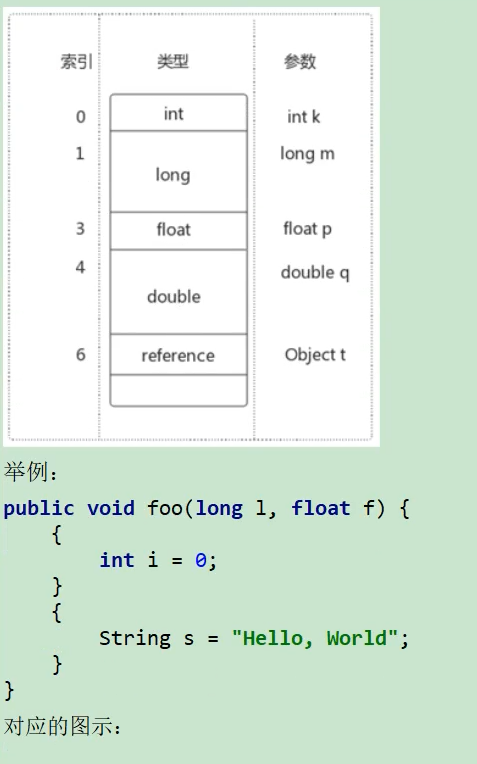 索引 类型 参数
0 int int k
1 long long m
3 float float p
4 double double q
6 reference Object t
举例：
public void foo(long l, float f) {
    {
        int i = 0;
    }
    {
        String s = "Hello, World";
    }
}
对应的图示：